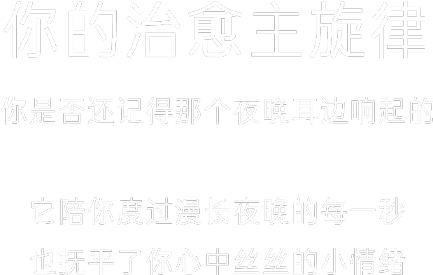 你的治愈主旋律
你是否还记得那个夜晚耳边响起的
它陪你度过漫长夜晚的每一秒
也抚平了你心中丝丝的小情绪